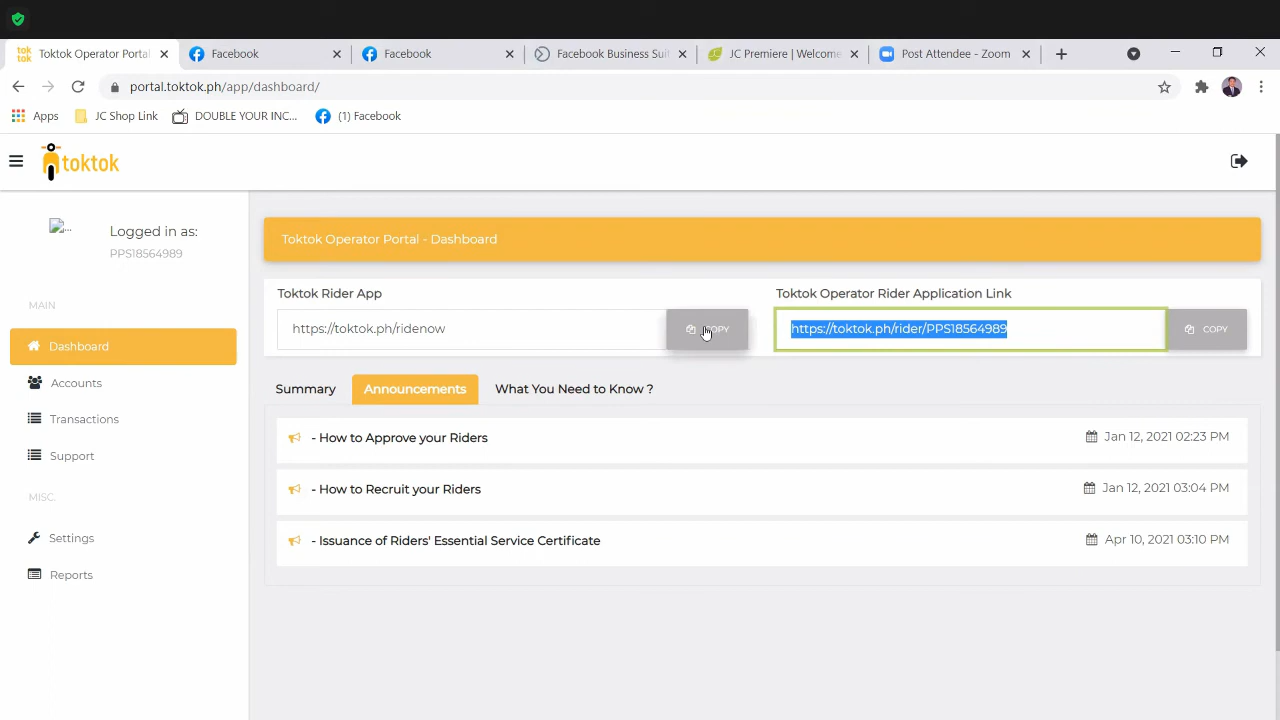 Toktok Operator Portal
Facebook
Facebook
Facebook Business Suit
JC Premiere | Welcome
Post Attendee - Zoom
portal.toktok.ph/app/dashboard/
Apps
JC Shop Link
DOUBLE YOUR INC...
(1) Facebook
toktok
Logged in as:
PPS18564989
MAIN
Dashboard
Accounts
Transactions
Support
MISC.
Settings
Reports
Toktok Operator Portal - Dashboard
Toktok Rider App
https://toktok.ph/ridenow
COPY
Toktok Operator Rider Application Link
https://toktok.ph/rider/PPS18564989
COPY
Summary
Announcements
What You Need to Know ?
- How to Approve your Riders
Jan 12, 2021 02:23 PM
- How to Recruit your Riders
Jan 12, 2021 03:04 PM
- Issuance of Riders' Essential Service Certificate
Apr 10, 2021 03:10 PM